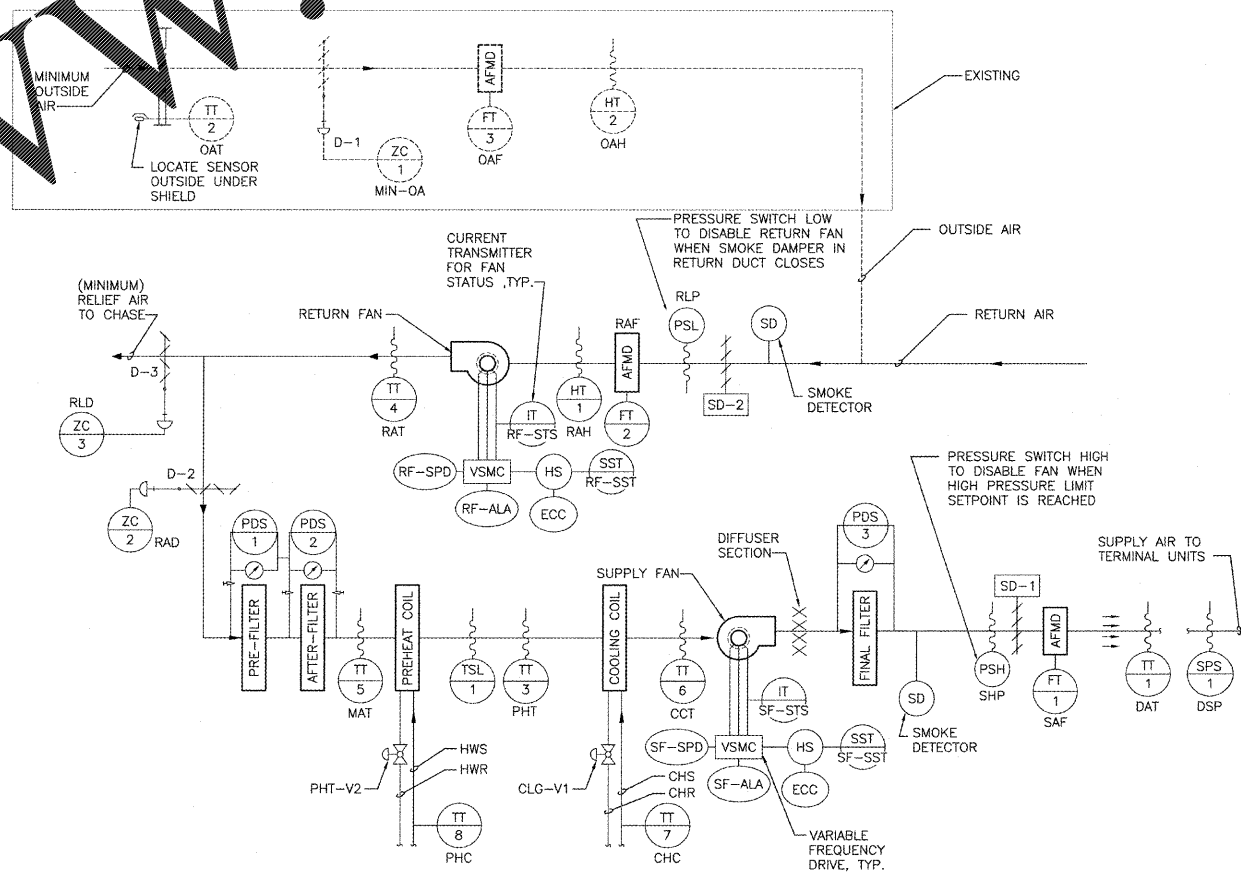 WW.
MINIMUM
OUTSIDE
AIR
TT
2
OAT
LOCATE SENSOR
OUTSIDE UNDER
SHIELD
D-1
ZC
1
MIN-OA
AFMD
FT
3
OAF
HT
2
OAH
EXISTING
OUTSIDE AIR
RETURN AIR
PRESSURE SWITCH LOW
TO DISABLE RETURN FAN
WHEN SMOKE DAMPER IN
RETURN DUCT CLOSES
RLP
PSL
SD
SMOKE
DETECTOR
SD-2
RAF
AFMD
FT
2
CURRENT
TRANSMITTER
FOR FAN
STATUS ,TYP.
HT
1
RAH
IT
RF-STS
RETURN FAN
TT
4
RAT
RF-SPD
VSMC
HS
SST
RF-SST
RF-ALA
ECC
(MINIMUM)
RELIEF AIR
TO CHASE
D-3
RLD
ZC
3
D-2
ZC
2
RAD
PDS
1
PDS
2
PRE-FILTER
AFTER-FILTER
TT
5
MAT
PREHEAT COIL
TSL
1
TT
3
PHT
COOLING COIL
TT
6
CCT
SUPPLY FAN
DIFFUSER
SECTION
PDS
3
FINAL FILTER
PRESSURE SWITCH HIGH
TO DISABLE FAN WHEN
HIGH PRESSURE LIMIT
SETPOINT IS REACHED
SUPPLY AIR TO
TERMINAL UNITS
SD-1
PSH
SHP
AFMD
FT
1
SAF
TT
1
DAT
SPS
1
DSP
SD
SMOKE
DETECTOR
IT
SF-STS
SF-SPD
VSMC
HS
SST
SF-SST
SF-ALA
ECC
VARIABLE
FREQUENCY
DRIVE, TYP.
PHT-V2
HWS
HWR
TT
8
PHC
CLG-V1
CHS
CHR
TT
7
CHC